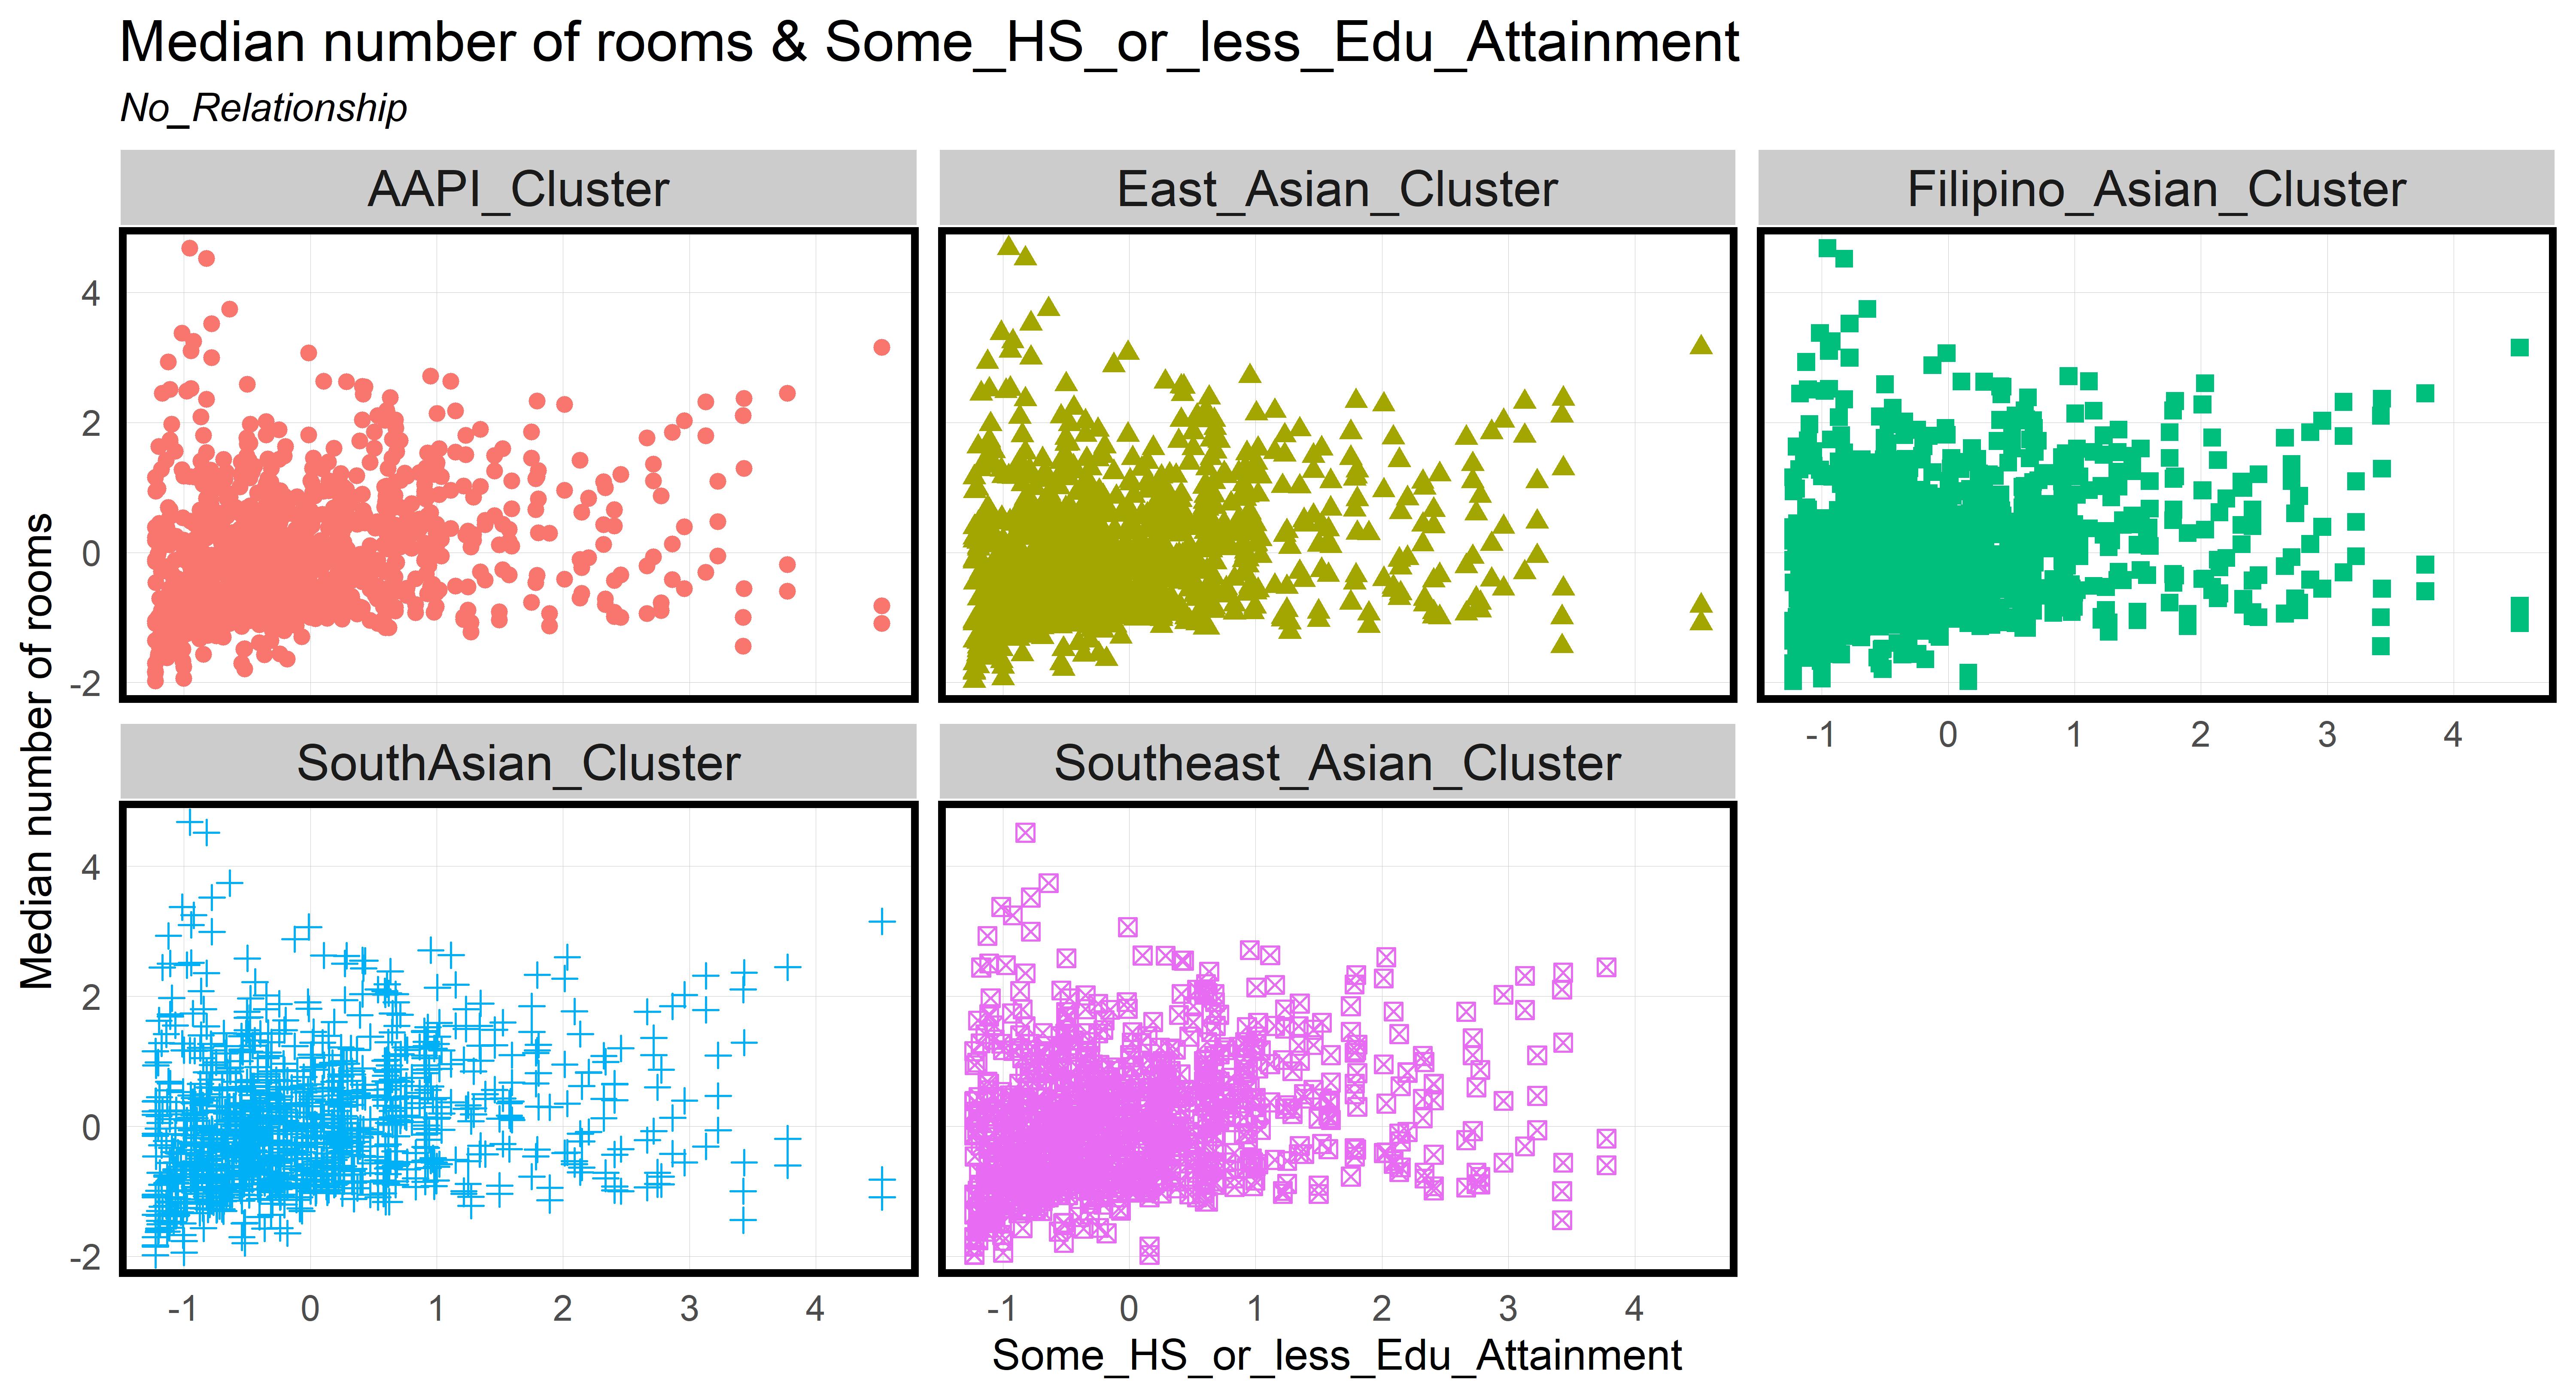 Median number of rooms & Some_HS_or_less_Edu_Attainment
No_Relationship
AAPI_Cluster
East_Asian_Cluster
Filipino_Asian_Cluster
4
2
0
-2
-1 0 1 2 3 4
SouthAsian_Cluster
Southeast_Asian_Cluster
4
2
0
-2
-1 0 1 2 3 4
-1 0 1 2 3 4
Median number of rooms
Some_HS_or_less_Edu_Attainment